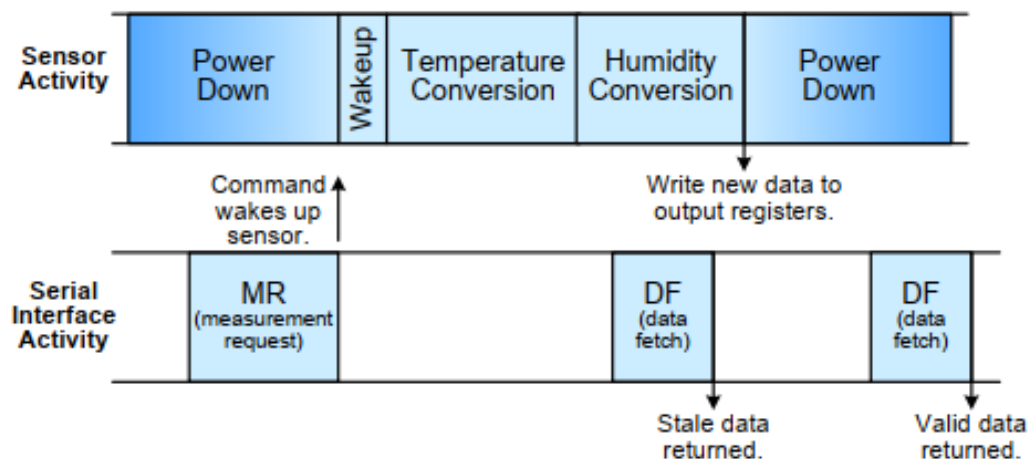 Sensor
Activity
Power
Down
Wakeup
Temperature
Conversion
Humidity
Conversion
Power
Down
Command
wakes up
sensor.
Write new data to
output registers.
Serial
Interface
Activity
MR
(measurement
request)
DF
(data
fetch)
DF
(data
fetch)
Stale data
returned.
Valid data
returned.